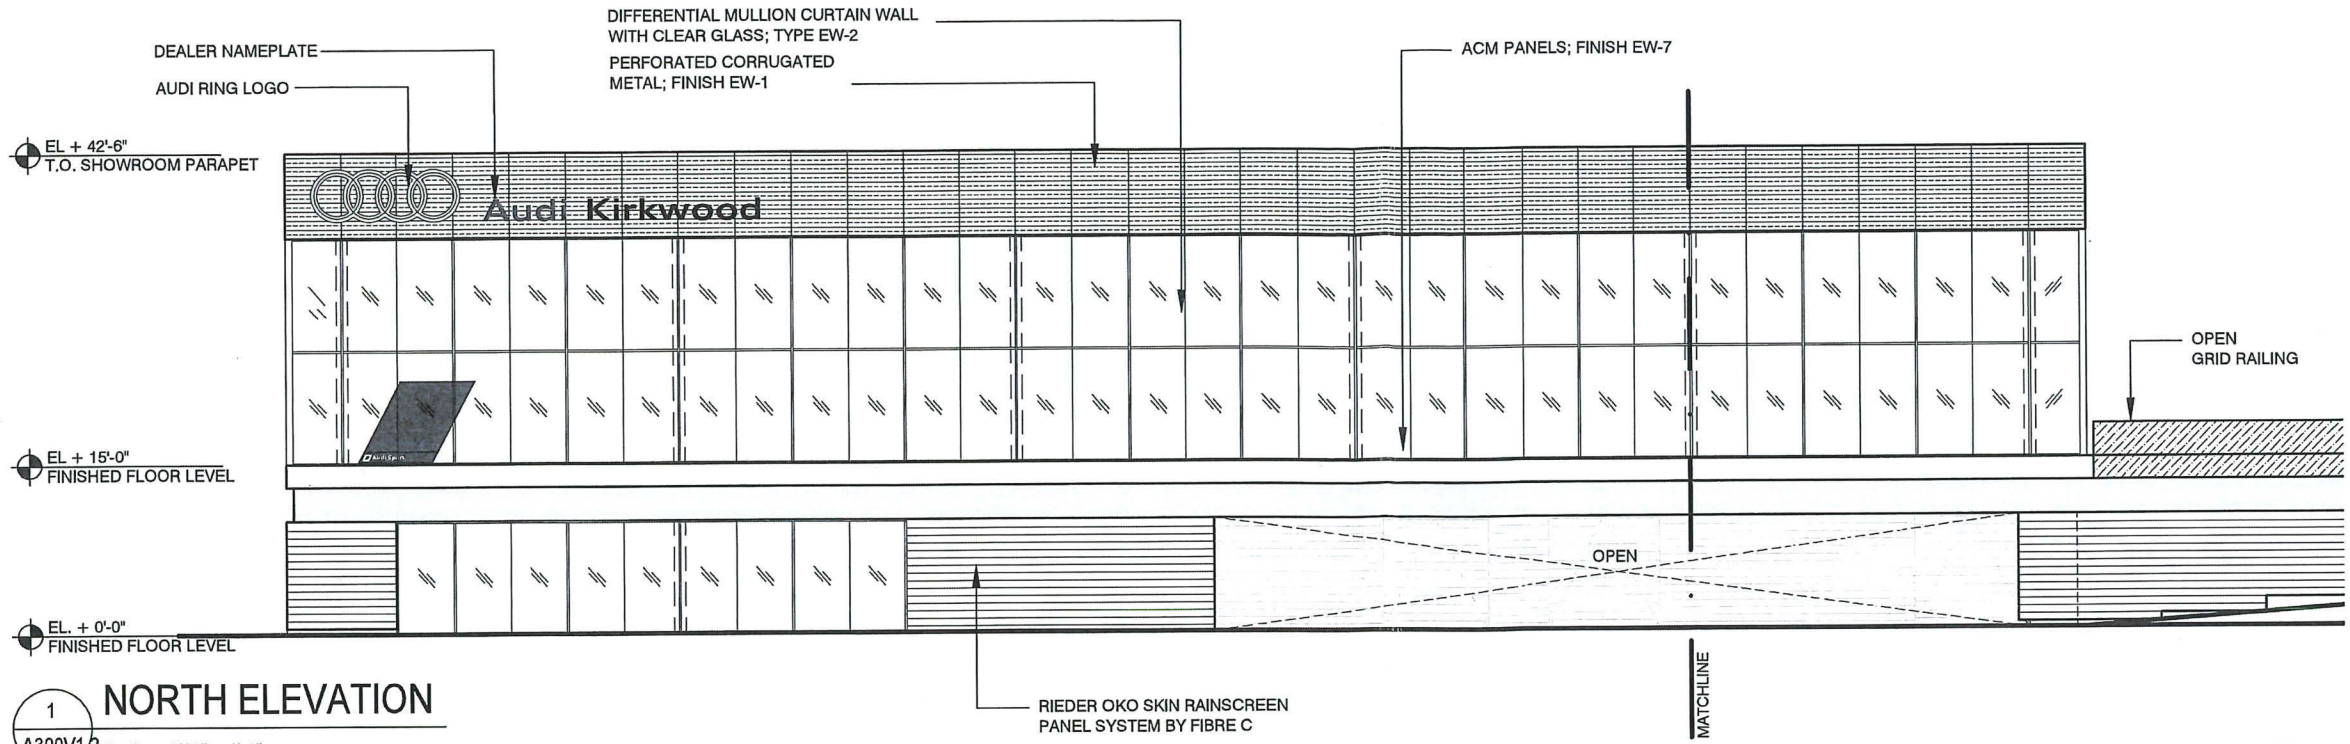 DIFFERENTIAL MULLION CURTAIN WALL
WITH CLEAR GLASS; TYPE EW-2
DEALER NAMEPLATE
PERFORATED CORRUGATED
METAL; FINISH EW-1
ACM PANELS; FINISH EW-7
AUDI RING LOGO
EL + 42'-6"
T.O. SHOWROOM PARAPET
Audi Kirkwood
OPEN
GRID RAILING
EL + 15'-0"
FINISHED FLOOR LEVEL
OPEN
EL. + 0'-0"
FINISHED FLOOR LEVEL
MATCHLINE
1
NORTH ELEVATION
RIEDER OKO SKIN RAINSCREEN
PANEL SYSTEM BY FIBRE C